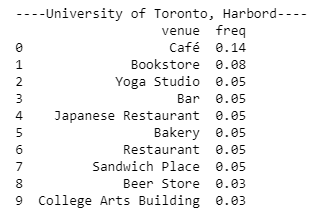 ----University of Toronto, Harbord----
venue freq
0 Café 0.14
1 Bookstore 0.08
2 Yoga Studio 0.05
3 Bar 0.05
4 Japanese Restaurant 0.05
5 Bakery 0.05
6 Restaurant 0.05
7 Sandwich Place 0.05
8 Beer Store 0.03
9 College Arts Building 0.03